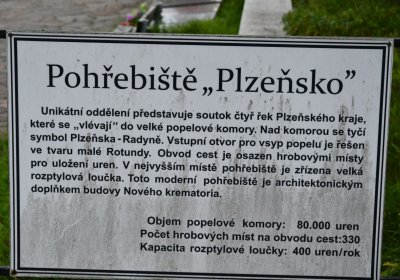 Pohřebiště „Plzeňsko”
Unikátní oddělení představuje soutok čtyř řek Plzeňského kraje,
které se „vlévají” do velké popelové komory. Nad komorou se tyčí
symbol Plzeňska - Radyně. Vstupní otvor pro vsyp popelu je řešen
ve tvaru malé Rotundy. Obvod cest je osazen hrobovými místy
pro uložení uren. V nejvyšším místě pohřebiště je zřízena velká
rozptylová loučka. Toto moderní pohřebiště je architektonickým
doplňkem budovy Nového krematoria.
Objem popelové komory: 80.000 uren
Počet hrobových míst na obvodu cest:330
Kapacita rozptylové loučky: 400 uren/rok